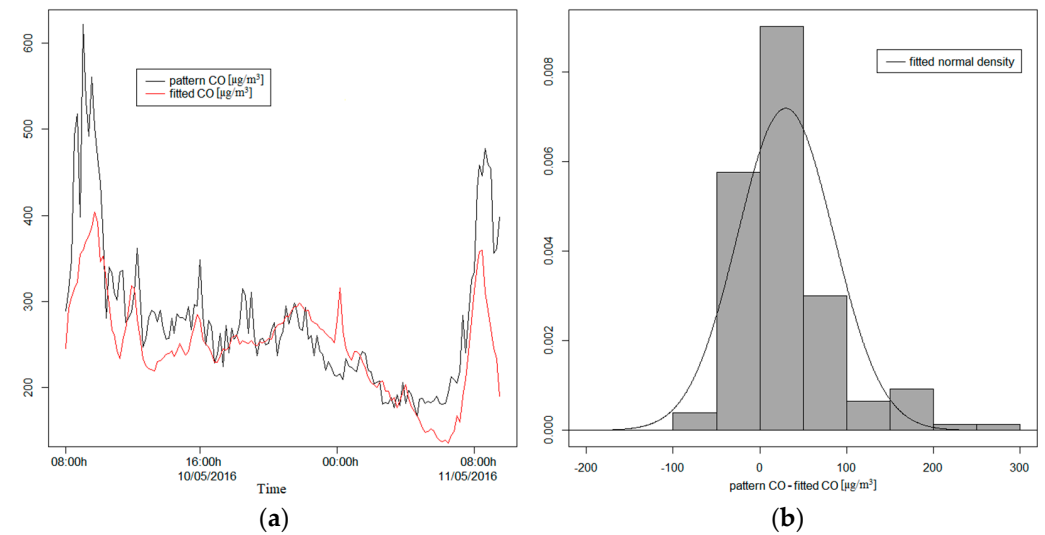 600
500
400
300
200
pattern CO [µg/m³]
fitted CO [µg/m³]
08:00h 16:00h 00:00h 08:00h
10/05/2016 11/05/2016
Time
(a)
0.008
0.006
0.004
0.002
0.000
fitted normal density
-200 -100 0 100 200 300
pattern CO - fitted CO [µg/m³]
(b)